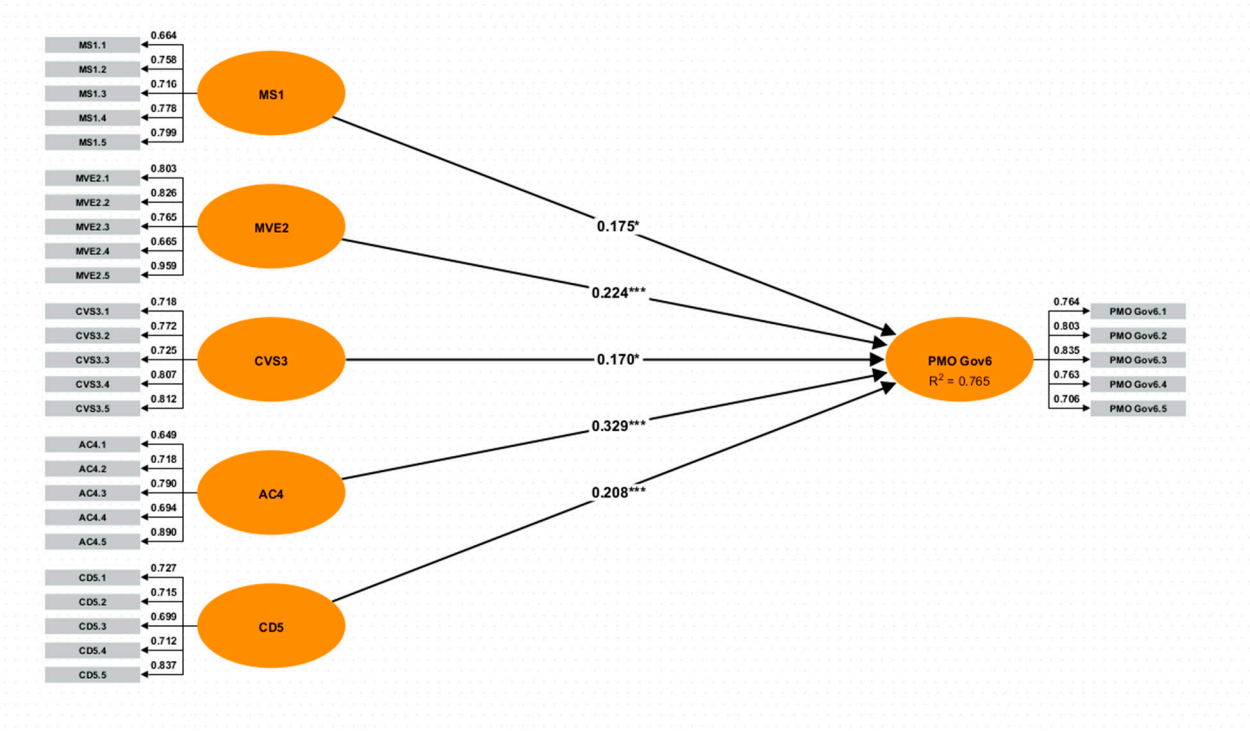 0.664
MS1.1
0.758
MS1.2
0.716
MS1.3
0.778
MS1.4
0.799
MS1.5
MS1
0.803
MVE2.1
0.826
MVE2.2
0.765
MVE2.3
0.665
MVE2.4
0.959
MVE2.5
MVE2
0.718
CVS3.1
0.772
CVS3.2
0.725
CVS3.3
0.807
CVS3.4
0.812
CVS3.5
CVS3
0.649
AC4.1
0.718
AC4.2
0.790
AC4.3
0.694
AC4.4
0.890
AC4.5
AC4
0.727
CD5.1
0.715
CD5.2
0.699
CD5.3
0.712
CD5.4
0.837
CD5.5
CD5
0.175*
0.224***
0.170*
0.329***
0.208***
PMO Gov6
R² = 0.765
0.764
PMO Gov6.1
0.803
PMO Gov6.2
0.835
PMO Gov6.3
0.763
PMO Gov6.4
0.706
PMO Gov6.5